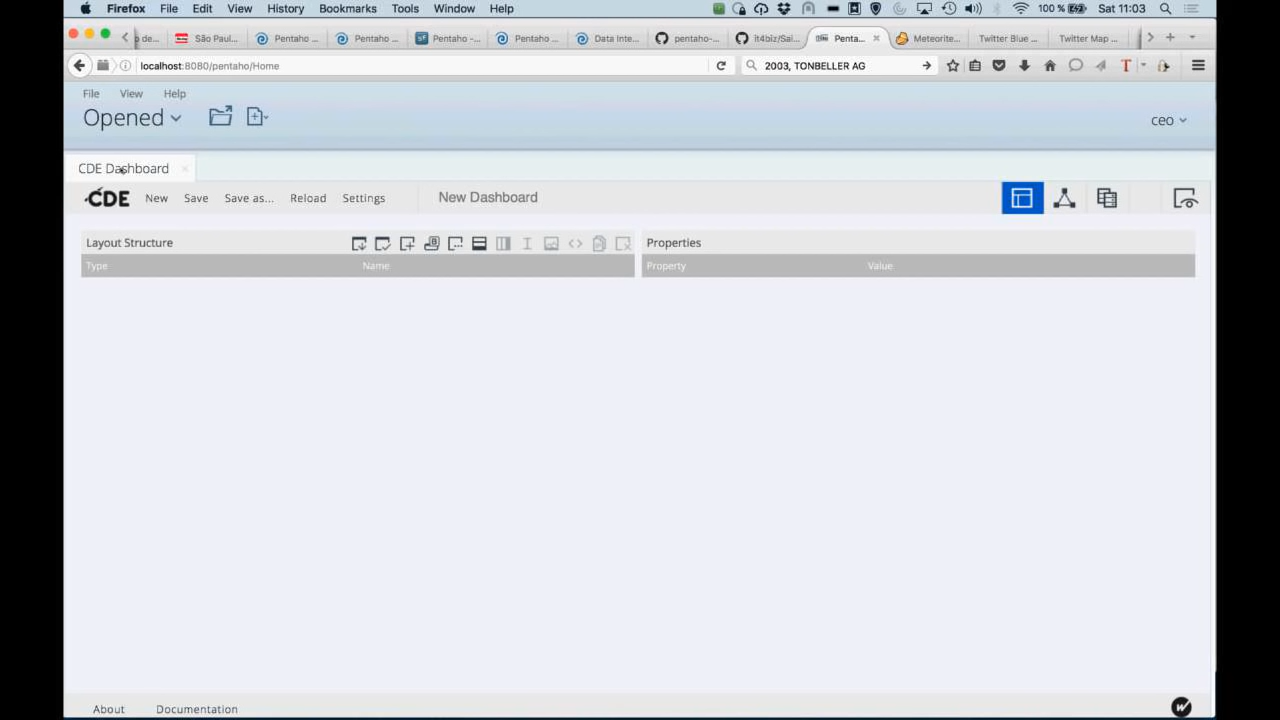 Firefox File Edit View History Bookmarks Tools Window Help 100 % Sat 11:03
o de... São Paul... Pentaho ... Pentaho ... Pentaho -... Pentaho ... Data Inte... pentaho-... it4biz/Sai... Penta... Meteorite... Twitter Blue ... Twitter Map ...
localhost:8080/pentaho/Home 2003, TONBELLER AG
File View Help
Opened ceo
CDE Dashboard
CDE New Save Save as... Reload Settings New Dashboard
Layout Structure Properties
Type Name Property Value
About Documentation